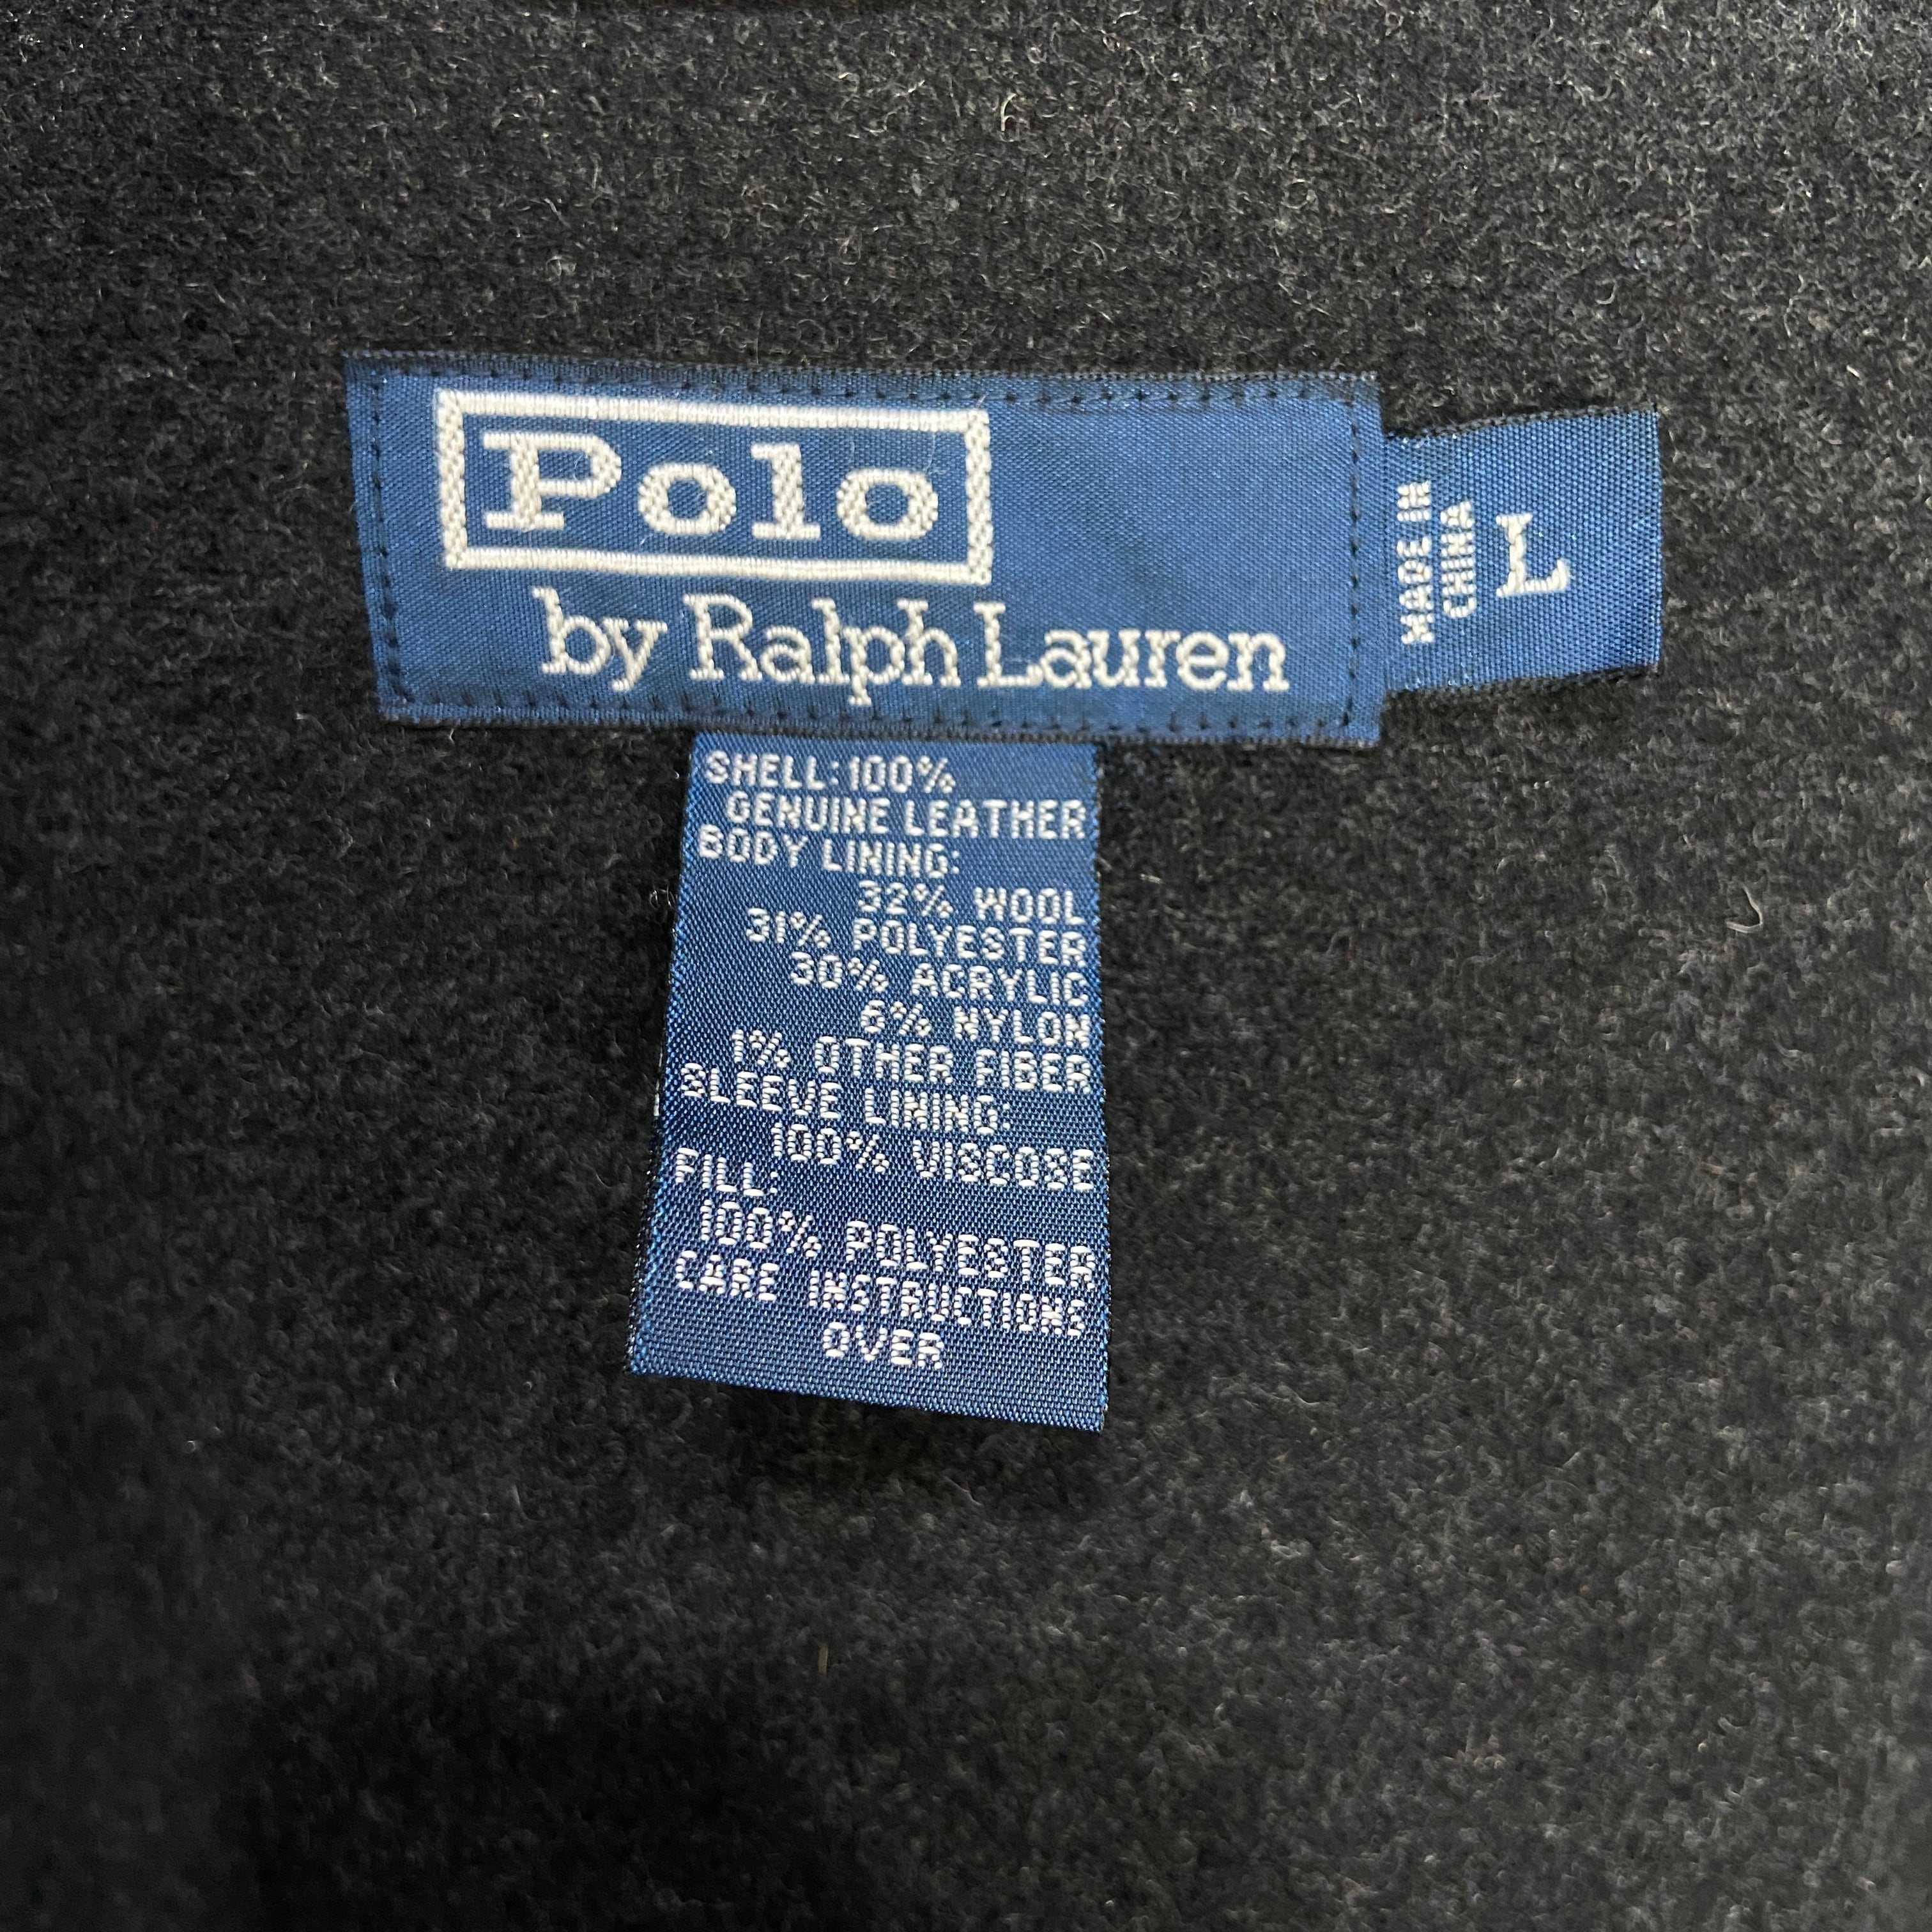 Polo
by Ralph Lauren
MADE IN
CHINA
L
SHELL: 100%
GENUINE LEATHER
BODY LINING:
32% WOOL
31% POLYESTER
30% ACRYLIC
6% NYLON
1% OTHER FIBER
SLEEVE LINING:
100% VISCOSE
FILL:
100% POLYESTER
CARE INSTRUCTIONS
OVER